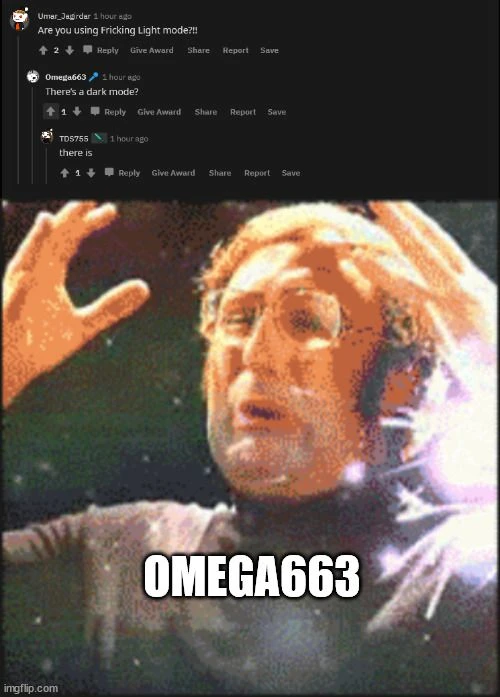 Umar_Jagirdar 1 hour ago
Are you using Fricking Light mode?!!
2 Reply Give Award Share Report Save
Omega663 1 hour ago
There's a dark mode?
1 Reply Give Award Share Report Save
TDS755 1 hour ago
there is
1 Reply Give Award Share Report Save
OMEGA663
imgflip.com